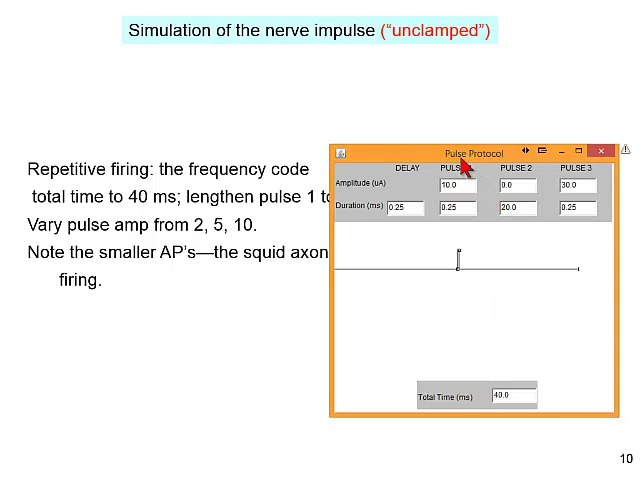 Simulation of the nerve impulse (“unclamped”)
Repetitive firing: the frequency code
total time to 40 ms; lengthen pulse 1 to
Vary pulse amp from 2, 5, 10.
Note the smaller AP’s—the squid axon
firing.
Pulse Protocol
DELAY PULSE 1 PULSE 2 PULSE 3
Amplitude (uA) 10.0 0.0 30.0
Duration (ms) 0.25 0.25 20.0 0.25
Total Time (ms) 40.0
10